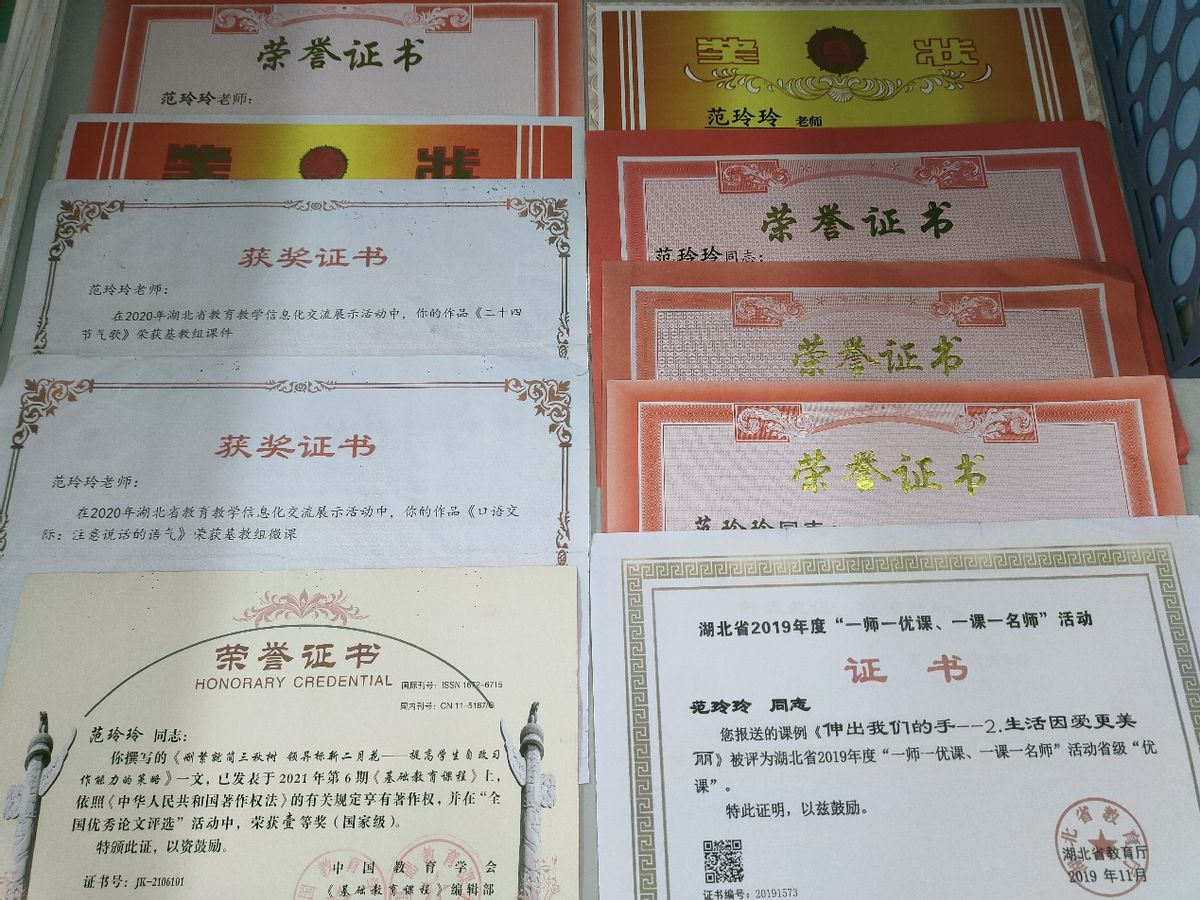 荣誉证书
范玲玲老师：
奖 状
获奖证书
范玲玲老师：
在2020年湖北省教育教学信息化交流展示活动中，你的作品《二十四
节气歌》荣获基教组课件
获奖证书
范玲玲老师：
在2020年湖北省教育教学信息化交流展示活动中，你的作品《口语交
际：注意说话的语气》荣获基教组微课
荣誉证书
HONORARY CREDENTIAL
国际刊号：ISSN 1672-6715
国内刊号：CN 11-5187/G
范玲玲 同志：
你撰写的《删繁就简三秋树 领异标新二月花——提高学生自改习
作能力的策略》一文，已发表于2021年第6期《基础教育课程》上，
依照《中华人民共和国著作权法》的有关规定享有著作权，并在“全
国优秀论文评选”活动中，荣获壹等奖（国家级）。
特颁此证，以资鼓励。
中国教育学会
《基础教育课程》编辑部
证书号：JK-2106101
奖 状
范玲玲 老师
荣誉证书
范玲玲同志：
荣誉证书
荣誉证书
范玲玲同志：
湖北省2019年度“一师一优课、一课一名师”活动
证 书
范玲玲 同志
您报送的课例《伸出我们的手--2.生活因爱更美
丽》被评为湖北省2019年度“一师一优课、一课一名师”活动省级“优
课”。
特此证明，以兹鼓励。
湖北省教育厅
2019 年11月
证书编号：20191573